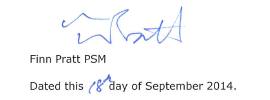 Finn Pratt PSM
Dated this 18th day of September 2014.